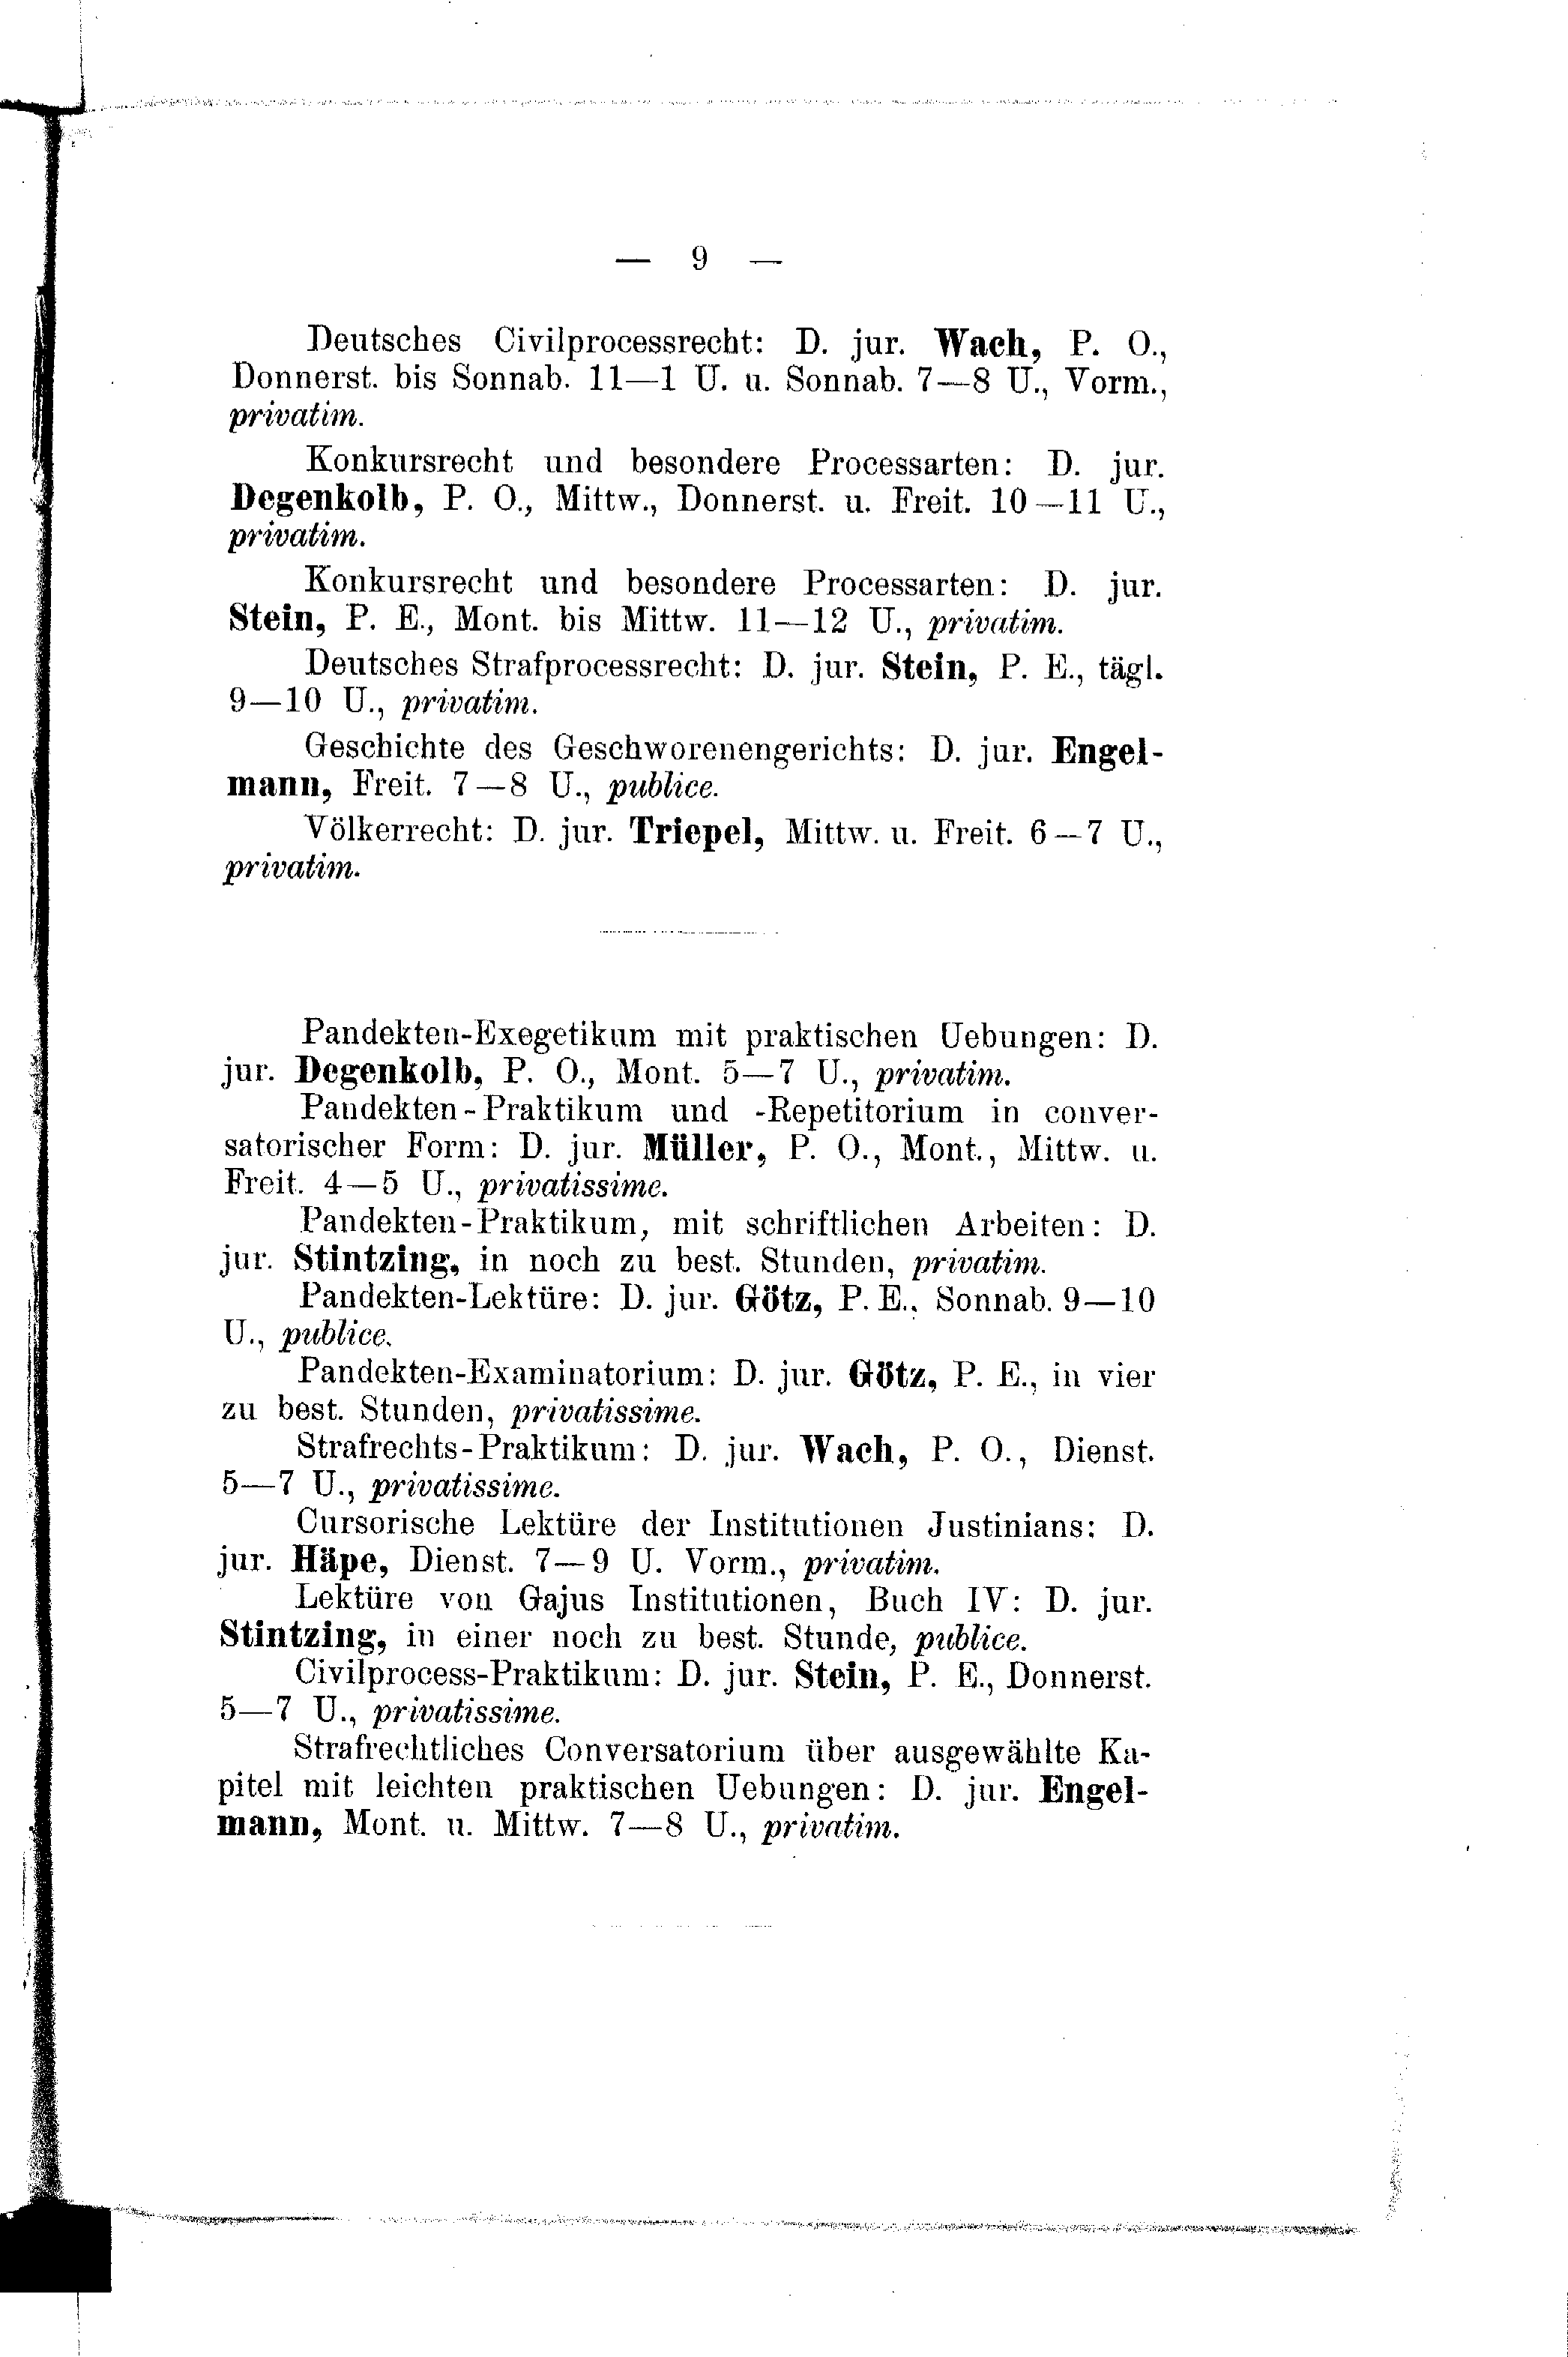 — 9 —
Deutsches Civilprocessrecht: D. jur. Wach, P. O.,
Donnerst. bis Sonnab. 11—1 U. u. Sonnab. 7—8 U., Vorm.,
privatim.
Konkursrecht und besondere Processarten: D. jur.
Degenkolb, P. O., Mittw., Donnerst. u. Freit. 10—11 U.,
privatim.
Konkursrecht und besondere Processarten: D. jur.
Stein, P. E., Mont. bis Mittw. 11—12 U., privatim.
Deutsches Strafprocessrecht: D. jur. Stein, P. E., tägl.
9—10 U., privatim.
Geschichte des Geschworenengerichts: D. jur. Engel-
mann, Freit. 7—8 U., publice.
Völkerrecht: D. jur. Triepel, Mittw. u. Freit. 6—7 U.,
privatim.
Pandekten-Exegetikum mit praktischen Uebungen: D.
jur. Degenkolb, P. O., Mont. 5—7 U., privatim.
Pandekten-Praktikum und -Repetitorium in conver-
satorischer Form: D. jur. Müller, P. O., Mont., Mittw. u.
Freit. 4—5 U., privatissime.
Pandekten-Praktikum, mit schriftlichen Arbeiten: D.
jur. Stintzing, in noch zu best. Stunden, privatim.
Pandekten-Lektüre: D. jur. Götz, P. E., Sonnab. 9—10
U., publice.
Pandekten-Examinatorium: D. jur. Götz, P. E., in vier
zu best. Stunden, privatissime.
Strafrechts-Praktikum: D. jur. Wach, P. O., Dienst.
5—7 U., privatissime.
Cursorische Lektüre der Institutionen Justinians: D.
jur. Häpe, Dienst. 7—9 U. Vorm., privatim.
Lektüre von Gajus Institutionen, Buch IV: D. jur.
Stintzing, in einer noch zu best. Stunde, publice.
Civilprocess-Praktikum: D. jur. Stein, P. E., Donnerst.
5—7 U., privatissime.
Strafrechtliches Conversatorium über ausgewählte Ka-
pitel mit leichten praktischen Uebungen: D. jur. Engel-
mann, Mont. u. Mittw. 7—8 U., privatim.